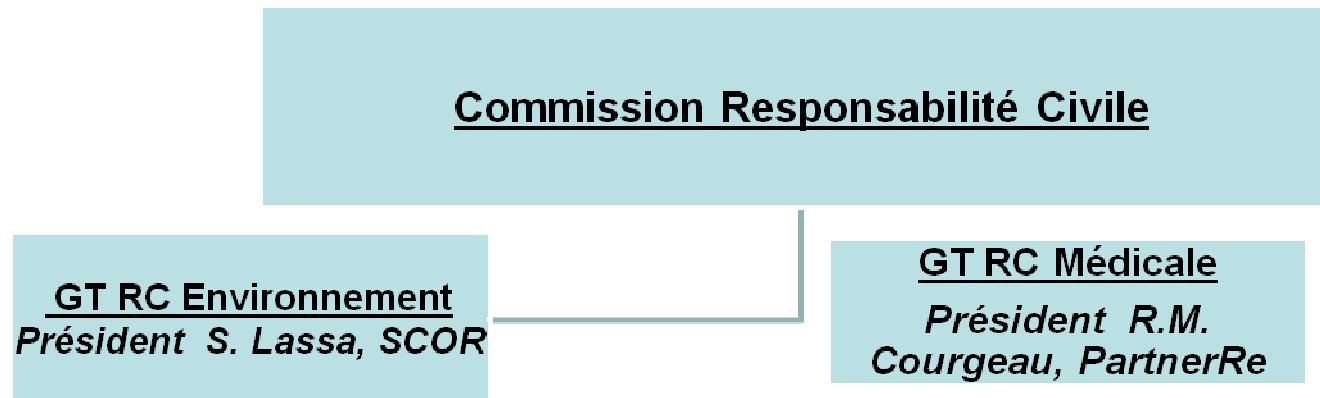 Commission Responsabilité Civile
GT RC Environnement
Président S. Lassa, SCOR
GT RC Médicale
Président R.M.
Courgeau, PartnerRe